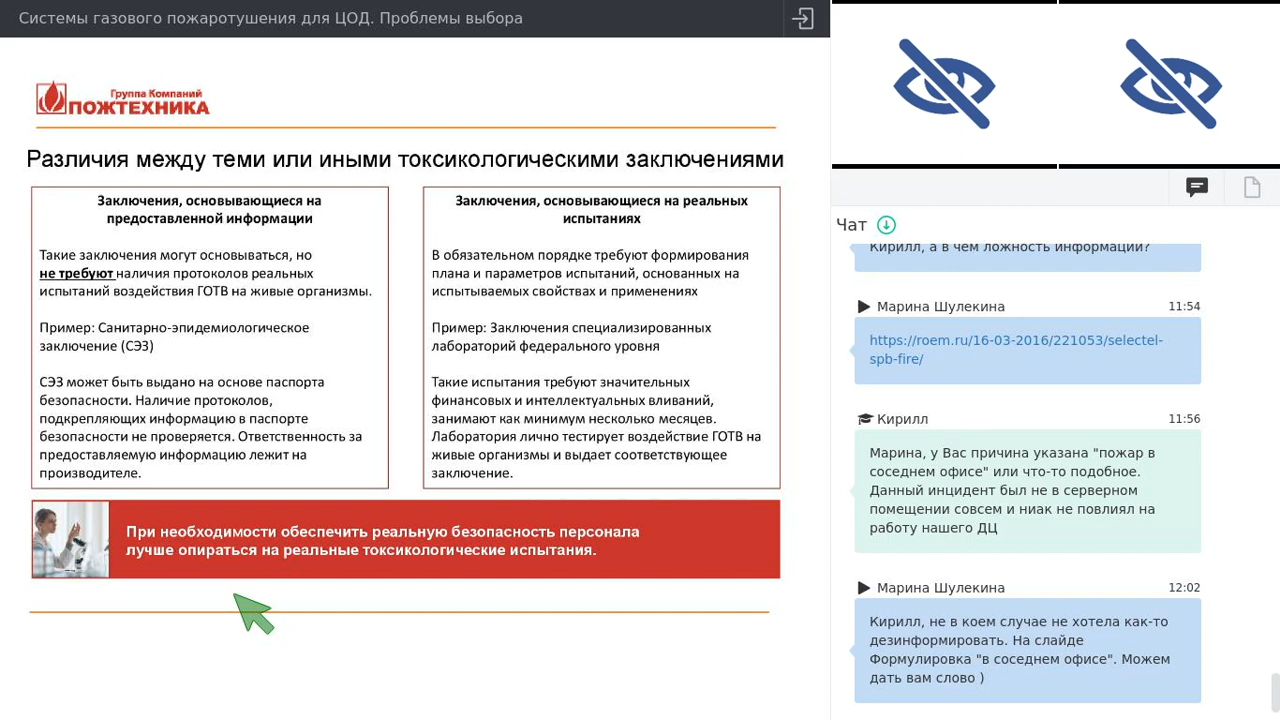 Системы газового пожаротушения для ЦОД. Проблемы выбора
Группа Компаний
ПОЖТЕХНИКА
Различия между теми или иными токсикологическими заключениями
Заключения, основывающиеся на
предоставленной информации
Такие заключения могут основываться, но
не требуют наличия протоколов реальных
испытаний воздействия ГОТВ на живые организмы.
Пример: Санитарно-эпидемиологическое
заключение (СЭЗ)
СЭЗ может быть выдано на основе паспорта
безопасности. Наличие протоколов,
подкрепляющих информацию в паспорте
безопасности не проверяется. Ответственность за
предоставляемую информацию лежит на
производителе.
Заключения, основывающиеся на реальных
испытаниях
В обязательном порядке требуют формирования
плана и параметров испытаний, основанных на
испытываемых свойствах и применениях
Пример: Заключения специализированных
лабораторий федерального уровня
Такие испытания требуют значительных
финансовых и интеллектуальных вливаний,
занимают как минимум несколько месяцев.
Лаборатория лично тестирует воздействие ГОТВ на
живые организмы и выдает соответствующее
заключение.
При необходимости обеспечить реальную безопасность персонала
лучше опираться на реальные токсикологические испытания.
Чат
Кирилл, а в чем ложность информации?
Марина Шулекина 11:54
https://roem.ru/16-03-2016/221053/selectel-
spb-fire/
Кирилл 11:56
Марина, у Вас причина указана "пожар в
соседнем офисе" или что-то подобное.
Данный инцидент был не в серверном
помещении совсем и ниак не повлиял на
работу нашего ДЦ
Марина Шулекина 12:02
Кирилл, не в коем случае не хотела как-то
дезинформировать. На слайде
Формулировка "в соседнем офисе". Можем
дать вам слово )